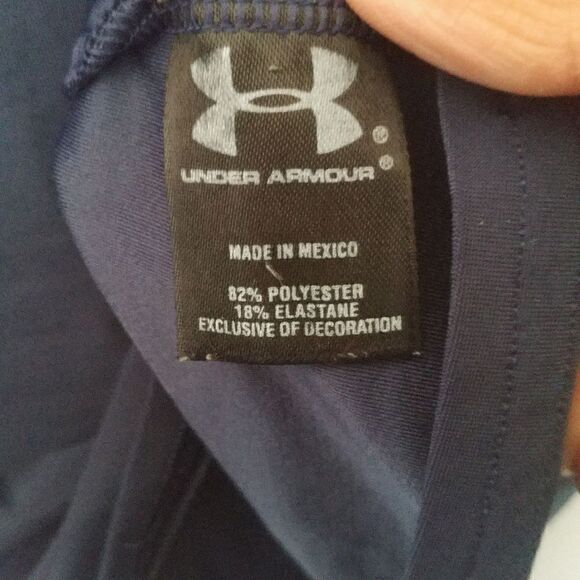 UNDER ARMOUR ®
®
MADE IN MEXICO
82% POLYESTER
18% ELASTANE
EXCLUSIVE OF DECORATION